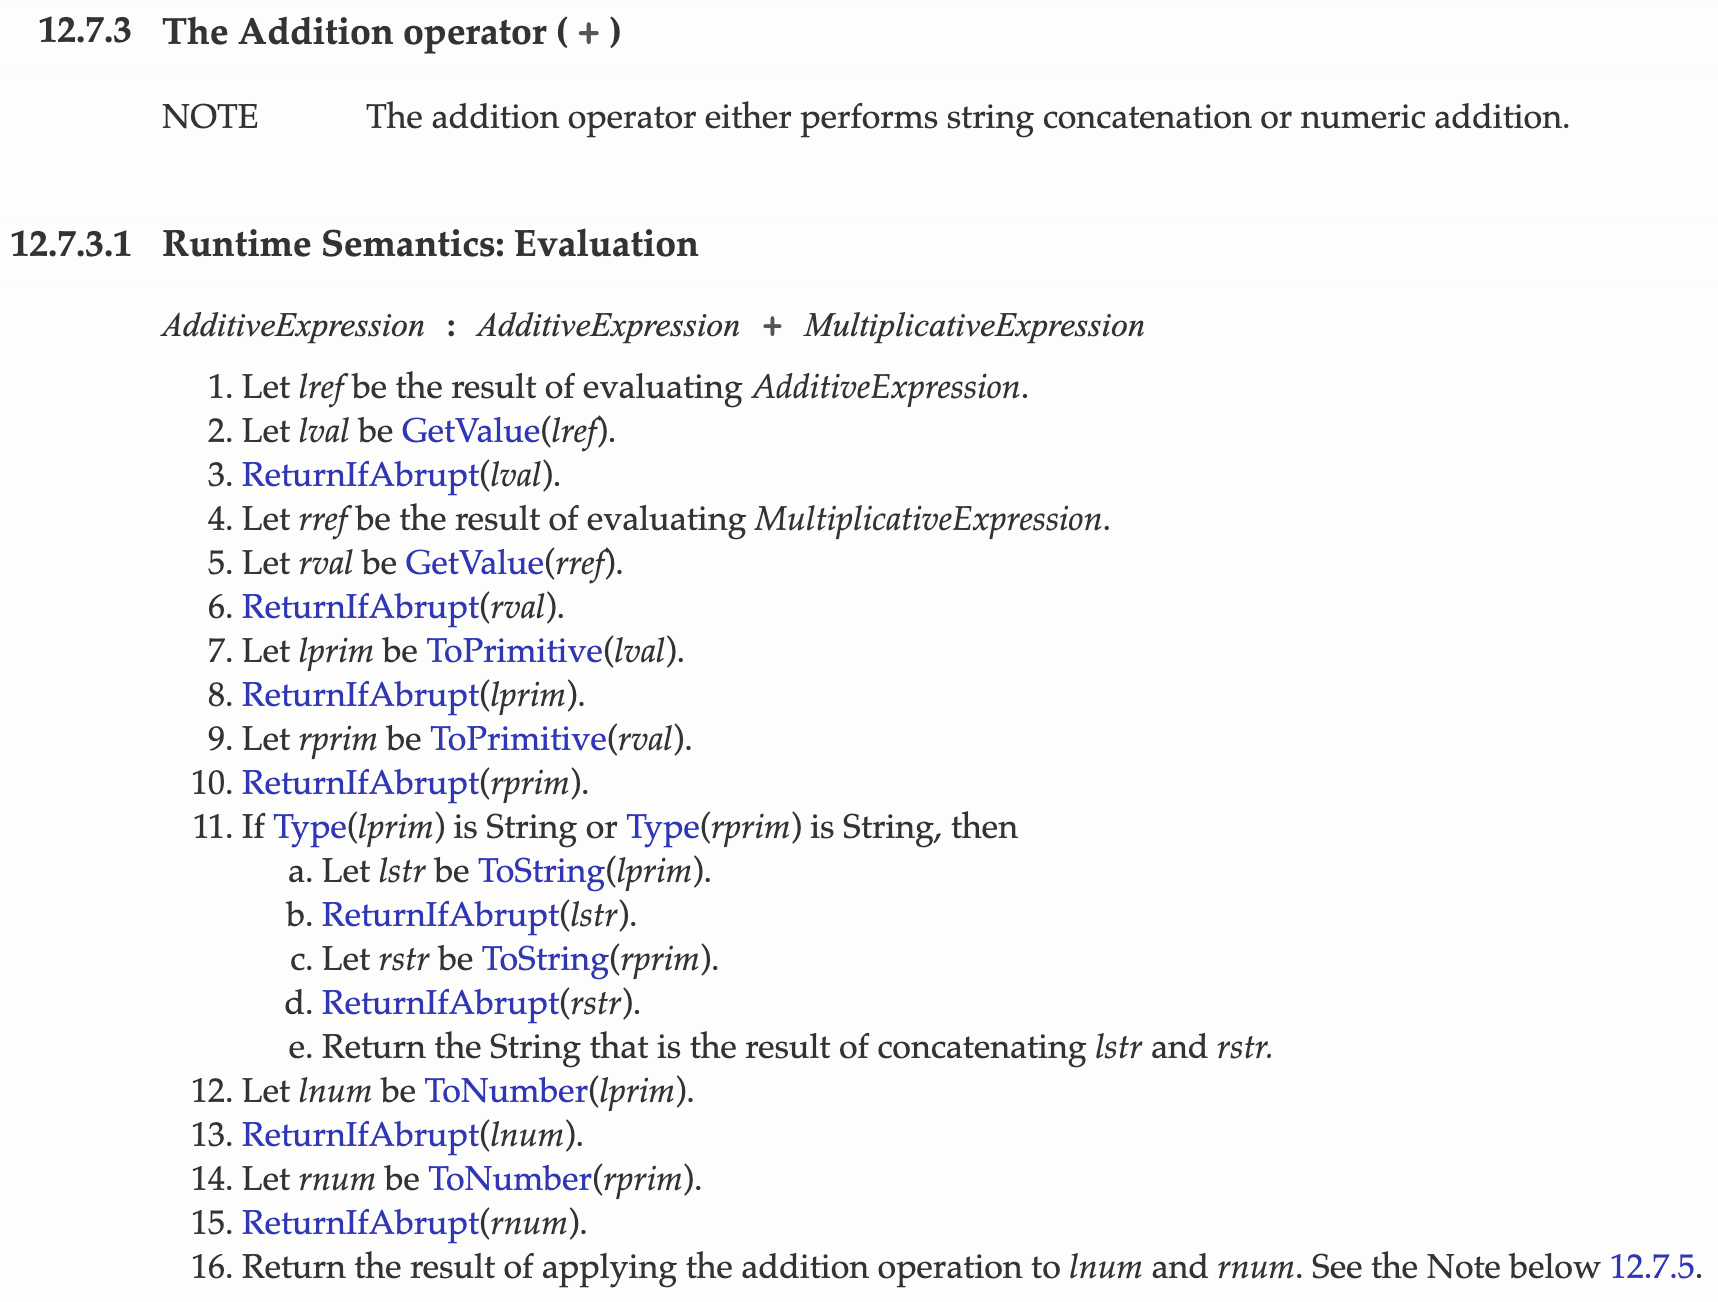 12.7.3 The Addition operator ( + )
NOTE The addition operator either performs string concatenation or numeric addition.
12.7.3.1 Runtime Semantics: Evaluation
AdditiveExpression : AdditiveExpression + MultiplicativeExpression
1. Let lref be the result of evaluating AdditiveExpression.
2. Let lval be GetValue(lref).
3. ReturnIfAbrupt(lval).
4. Let rref be the result of evaluating MultiplicativeExpression.
5. Let rval be GetValue(rref).
6. ReturnIfAbrupt(rval).
7. Let lprim be ToPrimitive(lval).
8. ReturnIfAbrupt(lprim).
9. Let rprim be ToPrimitive(rval).
10. ReturnIfAbrupt(rprim).
11. If Type(lprim) is String or Type(rprim) is String, then
a. Let lstr be ToString(lprim).
b. ReturnIfAbrupt(lstr).
c. Let rstr be ToString(rprim).
d. ReturnIfAbrupt(rstr).
e. Return the String that is the result of concatenating lstr and rstr.
12. Let lnum be ToNumber(lprim).
13. ReturnIfAbrupt(lnum).
14. Let rnum be ToNumber(rprim).
15. ReturnIfAbrupt(rnum).
16. Return the result of applying the addition operation to lnum and rnum. See the Note below 12.7.5.